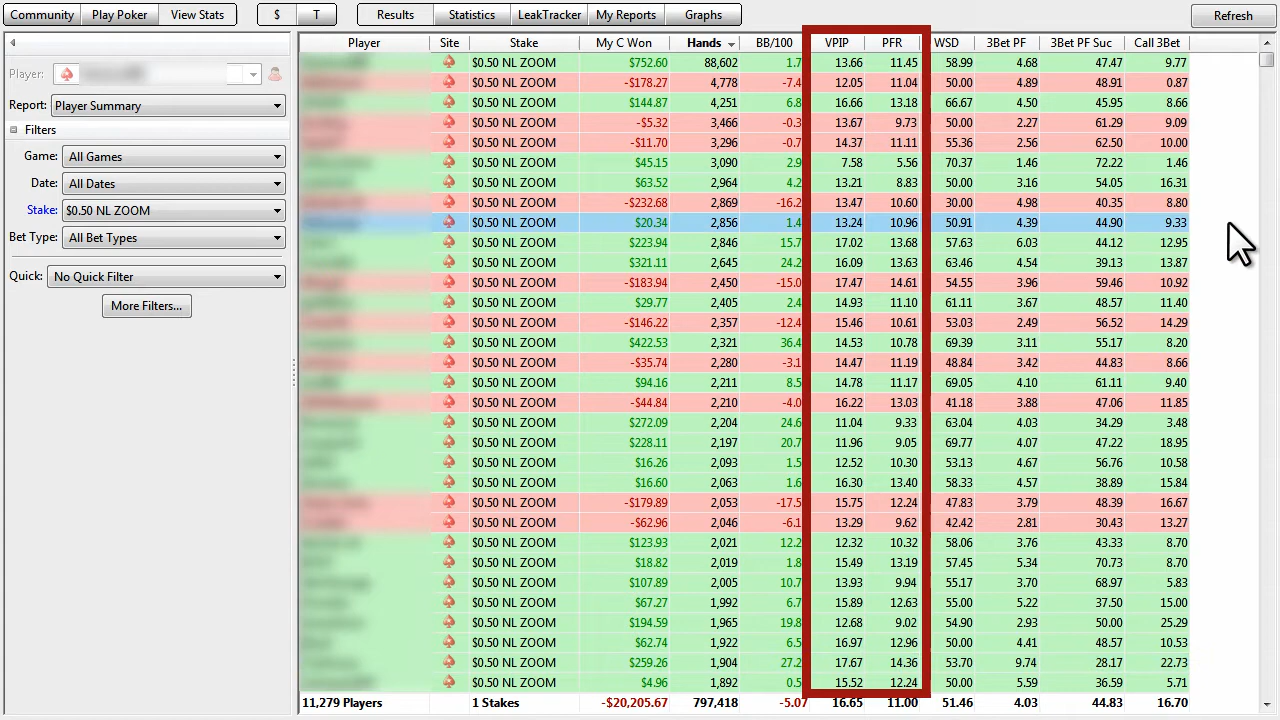 Community Play Poker View Stats $ T Results Statistics LeakTracker My Reports Graphs Refresh
Player Site Stake My C Won Hands BB/100 VPIP PFR WSD 3Bet PF 3Bet PF Suc Call 3Bet
Player:
Report: Player Summary
Filters
Game: All Games
Date: All Dates
Stake: $0.50 NL ZOOM
Bet Type: All Bet Types
Quick: No Quick Filter
More Filters...
$0.50 NL ZOOM $752.60 88,602 1.7 13.66 11.45 58.99 4.68 47.47 9.77
$0.50 NL ZOOM -$178.27 4,778 -7.4 12.05 11.04 50.00 4.89 48.91 0.87
$0.50 NL ZOOM $144.87 4,251 6.8 16.66 13.18 66.67 4.50 45.95 8.66
$0.50 NL ZOOM -$5.32 3,466 -0.3 13.67 9.73 50.00 2.27 61.29 9.09
$0.50 NL ZOOM -$11.70 3,296 -0.7 14.37 11.11 55.36 2.56 62.50 10.00
$0.50 NL ZOOM $45.15 3,090 2.9 7.58 5.56 70.37 1.46 72.22 1.46
$0.50 NL ZOOM $63.52 2,964 4.2 13.21 8.83 50.00 3.16 54.05 16.31
$0.50 NL ZOOM -$232.68 2,869 -16.2 13.47 10.60 30.00 4.98 40.35 8.80
$0.50 NL ZOOM $20.34 2,856 1.4 13.24 10.96 50.91 4.39 44.90 9.33
$0.50 NL ZOOM $223.94 2,846 15.7 17.02 13.68 57.63 6.03 44.12 12.95
$0.50 NL ZOOM $321.11 2,645 24.2 16.09 13.63 63.46 4.54 39.13 13.87
$0.50 NL ZOOM -$183.94 2,450 -15.0 17.47 14.61 54.55 3.96 59.46 10.92
$0.50 NL ZOOM $29.77 2,405 2.4 14.93 11.10 61.11 3.67 48.57 11.40
$0.50 NL ZOOM -$146.22 2,357 -12.4 15.46 10.61 53.03 2.49 56.52 14.29
$0.50 NL ZOOM $422.53 2,321 36.4 14.53 10.78 69.39 3.11 55.17 8.20
$0.50 NL ZOOM -$35.74 2,280 -3.1 14.47 11.19 48.84 3.42 44.83 8.66
$0.50 NL ZOOM $94.16 2,211 8.5 14.78 11.17 69.05 4.10 61.11 9.40
$0.50 NL ZOOM -$44.84 2,210 -4.0 16.22 13.03 41.18 3.88 47.06 11.85
$0.50 NL ZOOM $272.09 2,204 24.6 11.04 9.33 63.04 4.03 34.29 3.48
$0.50 NL ZOOM $228.11 2,197 20.7 11.96 9.05 69.77 4.07 47.22 18.95
$0.50 NL ZOOM $16.26 2,093 1.5 12.52 10.30 53.13 4.67 56.76 10.58
$0.50 NL ZOOM $16.60 2,063 1.6 16.30 13.40 58.33 4.57 38.89 15.84
$0.50 NL ZOOM -$179.89 2,053 -17.5 15.75 12.24 47.83 3.79 48.39 16.67
$0.50 NL ZOOM -$62.96 2,046 -6.1 13.29 9.62 42.42 2.81 30.43 13.27
$0.50 NL ZOOM $123.93 2,021 12.2 12.32 10.32 58.06 3.76 43.33 8.70
$0.50 NL ZOOM $18.82 2,019 1.8 15.49 13.19 57.45 5.34 70.73 8.70
$0.50 NL ZOOM $107.89 2,005 10.7 13.93 9.94 55.17 3.70 68.97 5.83
$0.50 NL ZOOM $67.27 1,992 6.7 15.89 12.63 55.00 5.22 37.50 15.00
$0.50 NL ZOOM $194.59 1,965 19.8 12.68 9.02 54.90 2.93 50.00 25.29
$0.50 NL ZOOM $62.74 1,922 6.5 16.97 12.96 50.00 4.41 48.57 10.53
$0.50 NL ZOOM $259.26 1,904 27.2 17.67 14.36 53.70 9.74 28.17 22.73
$0.50 NL ZOOM $4.96 1,892 0.5 15.52 12.24 50.00 5.59 36.59 5.71
11,279 Players 1 Stakes -$20,205.67 797,418 -5.07 16.65 11.00 51.46 4.03 44.83 16.70